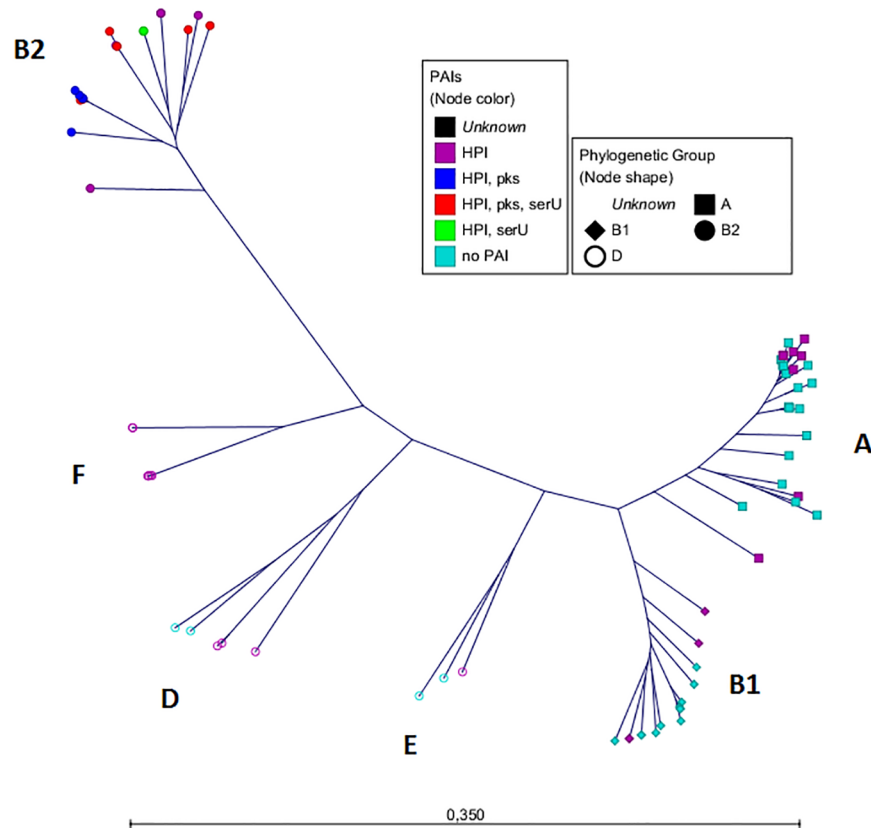 B2
PAIs
(Node color)
Unknown
HPI
HPI, pks
HPI, pks, serU
HPI, serU
no PAI
Phylogenetic Group
(Node shape)
Unknown
A
B1
B2
D
A
F
B1
D
E
0,350